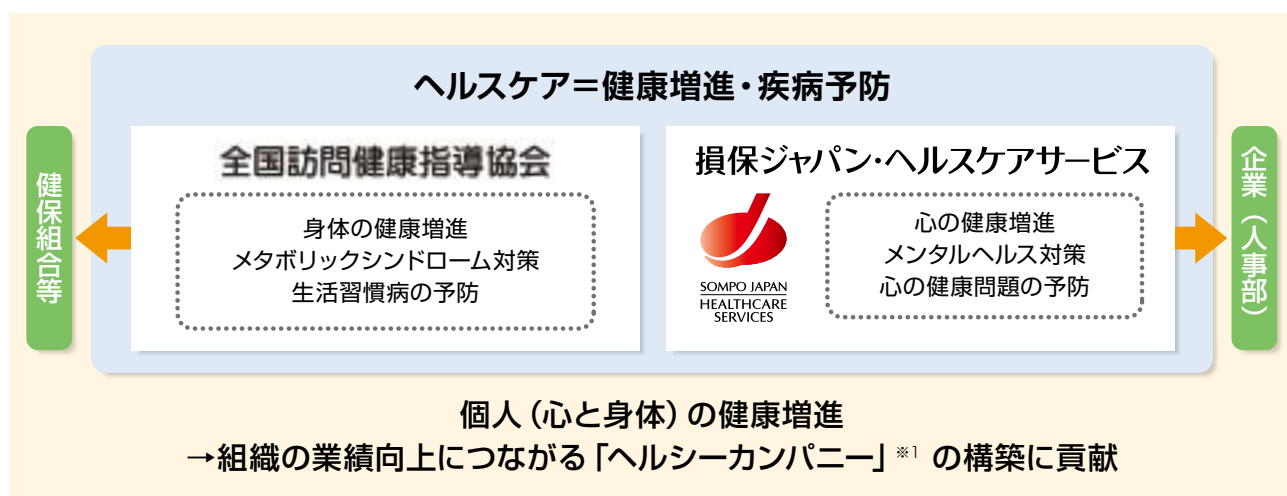 ヘルスケア＝健康増進・疾病予防
健保組合等
全国訪問健康指導協会
身体の健康増進
メタボリックシンドローム対策
生活習慣病の予防
損保ジャパン・ヘルスケアサービス
SOMPO JAPAN
HEALTHCARE
SERVICES
心の健康増進
メンタルヘルス対策
心の健康問題の予防
企業（人事部）
個人（心と身体）の健康増進
→組織の業績向上につながる「ヘルシーカンパニー」※1 の構築に貢献